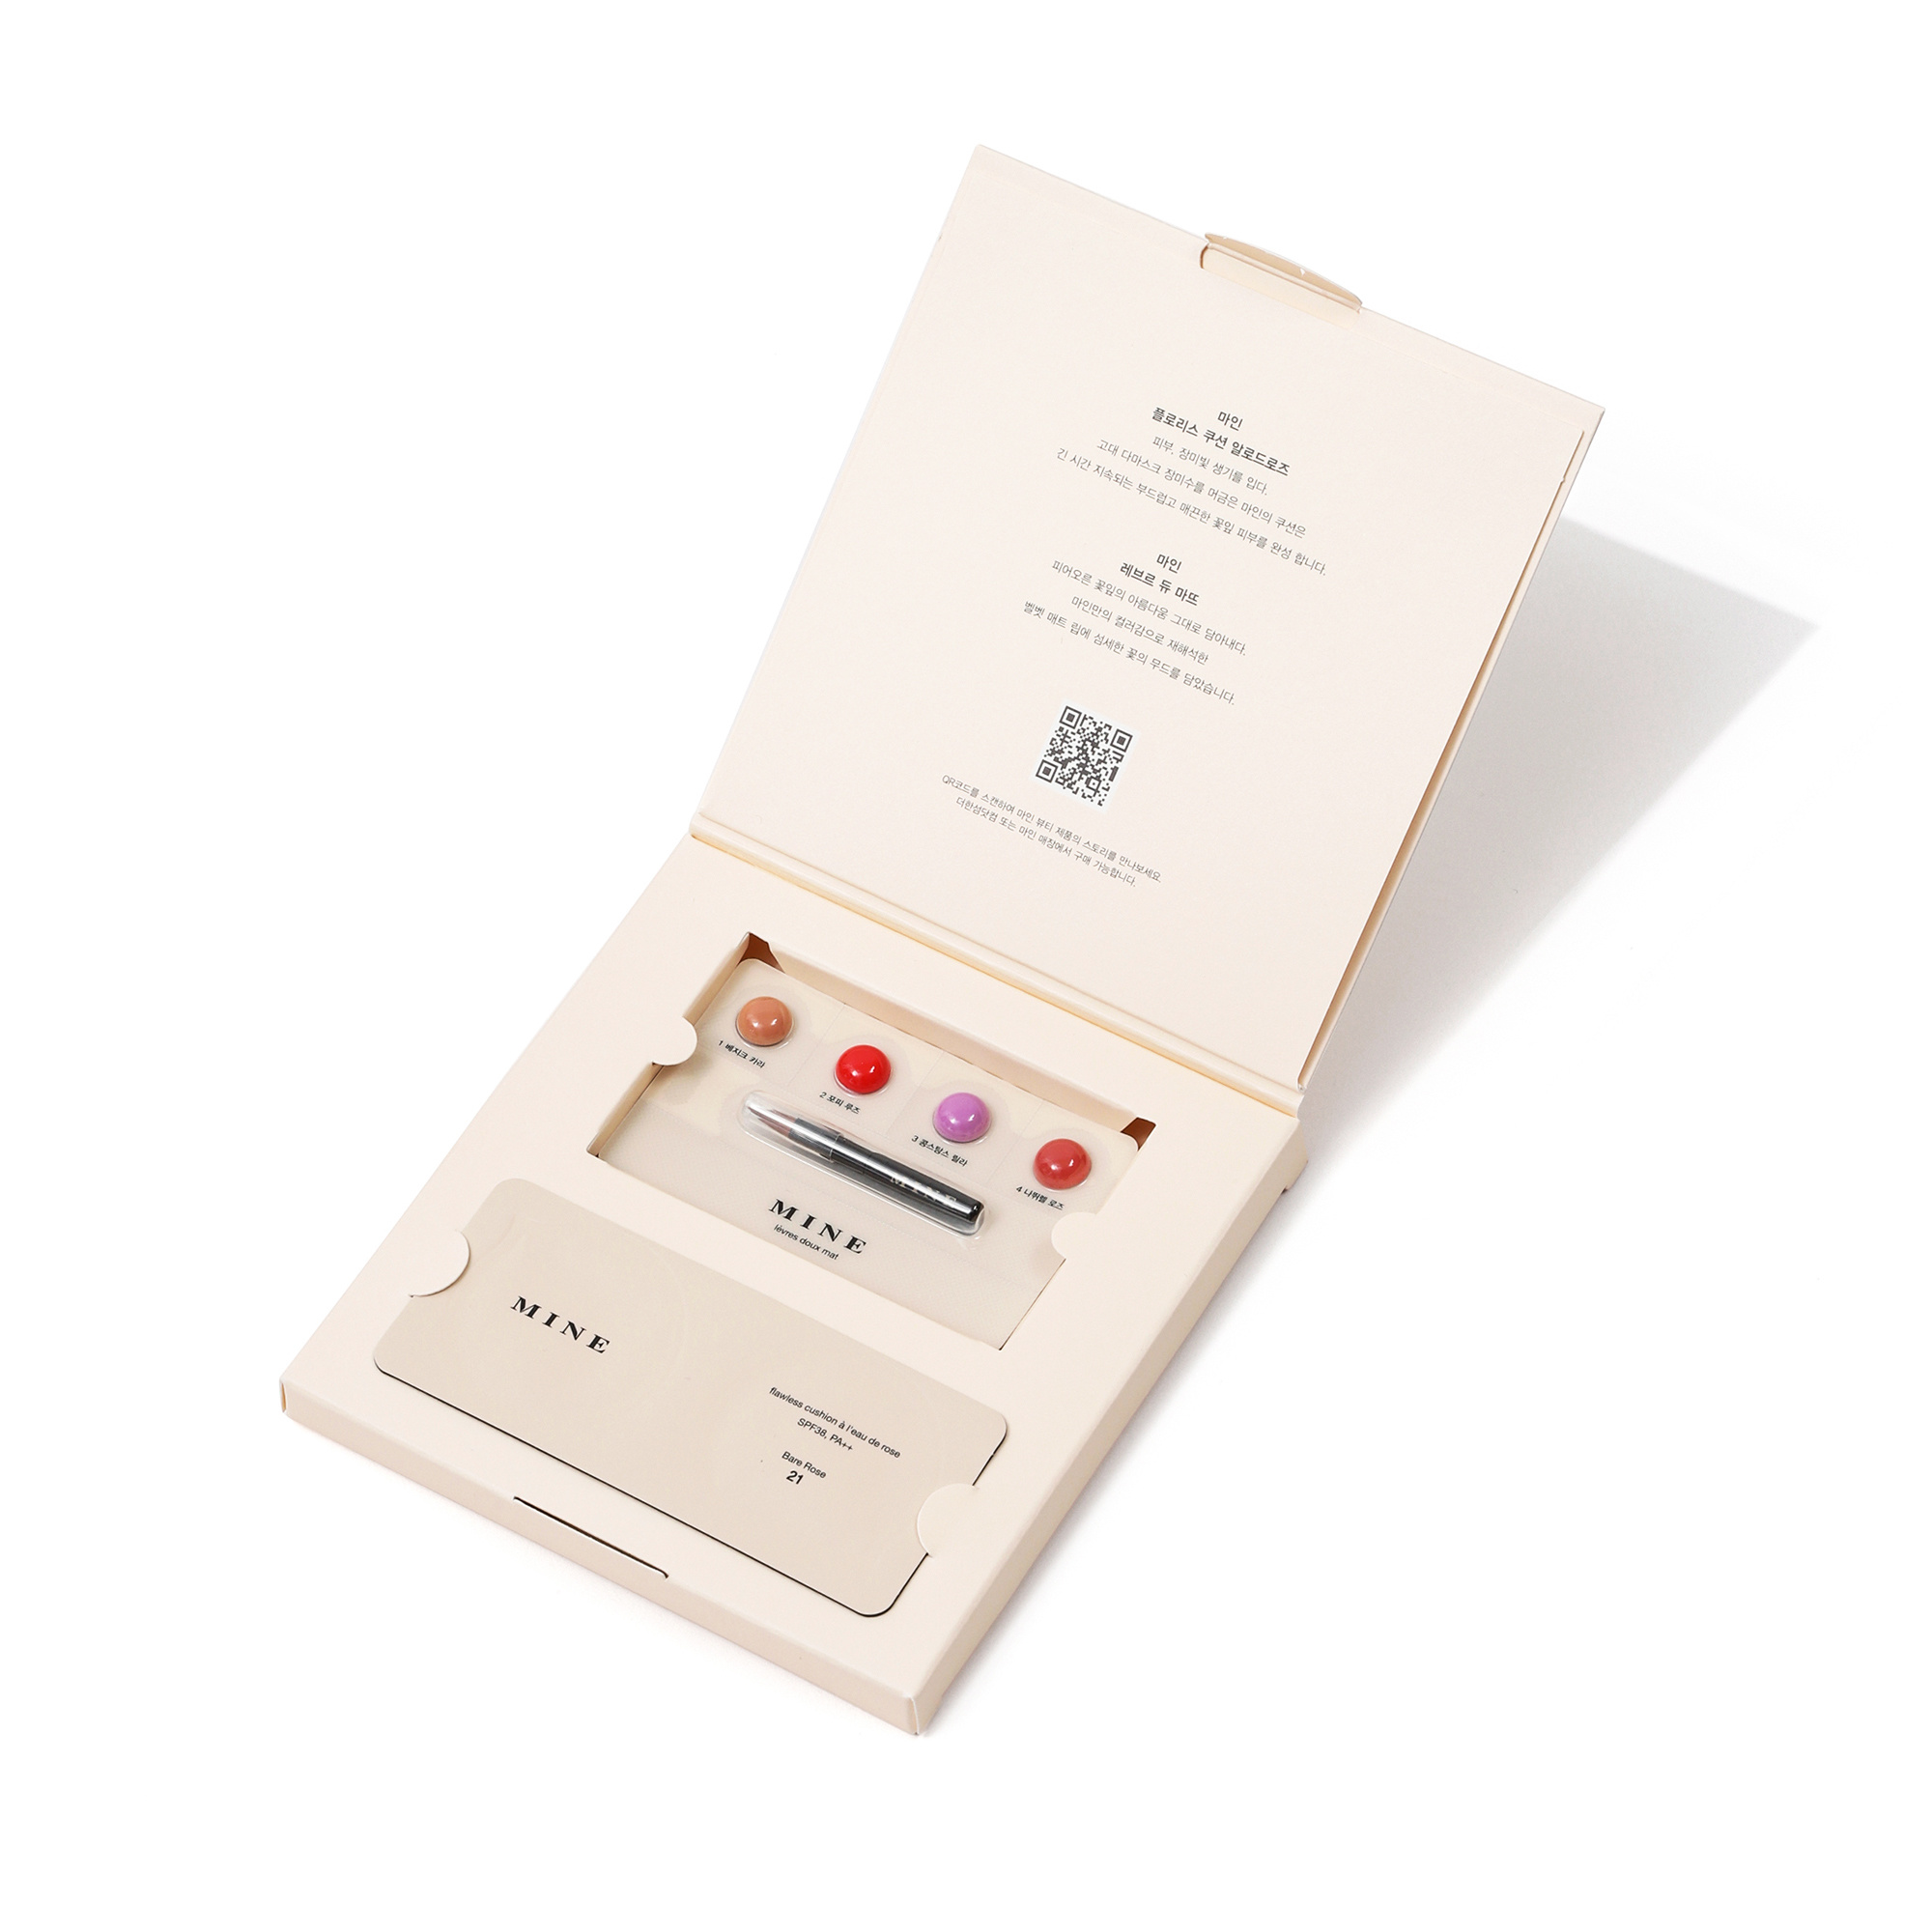 마인
플로리스 쿠션 알로드로즈
피부, 장미빛 생기를 입다.
고대 다마스크 장미수를 머금은 마인의 쿠션은
긴 시간 지속되는 부드럽고 매끈한 꽃잎 피부를 완성 합니다.
마인
레브르 듀 마뜨
피어오른 꽃잎의 아름다움 그대로 담아내다.
마인만의 컬러감으로 재해석한
벨벳 매트 립에 섬세한 꽃의 무드를 담았습니다.
QR코드를 스캔하며 마인 뷰티 제품의 스토리를 만나보세요.
더한섬닷컴 또는 마인 매장에서 구매 가능합니다.
1 베지크 카라
2 포피 루즈
3 콩스탐스 릴라
4 나뛰렐 로즈
MINE
MINE
lèvres doux mat
MINE
flawless cushion à l'eau de rose
SPF38, PA++
Bare Rose
21